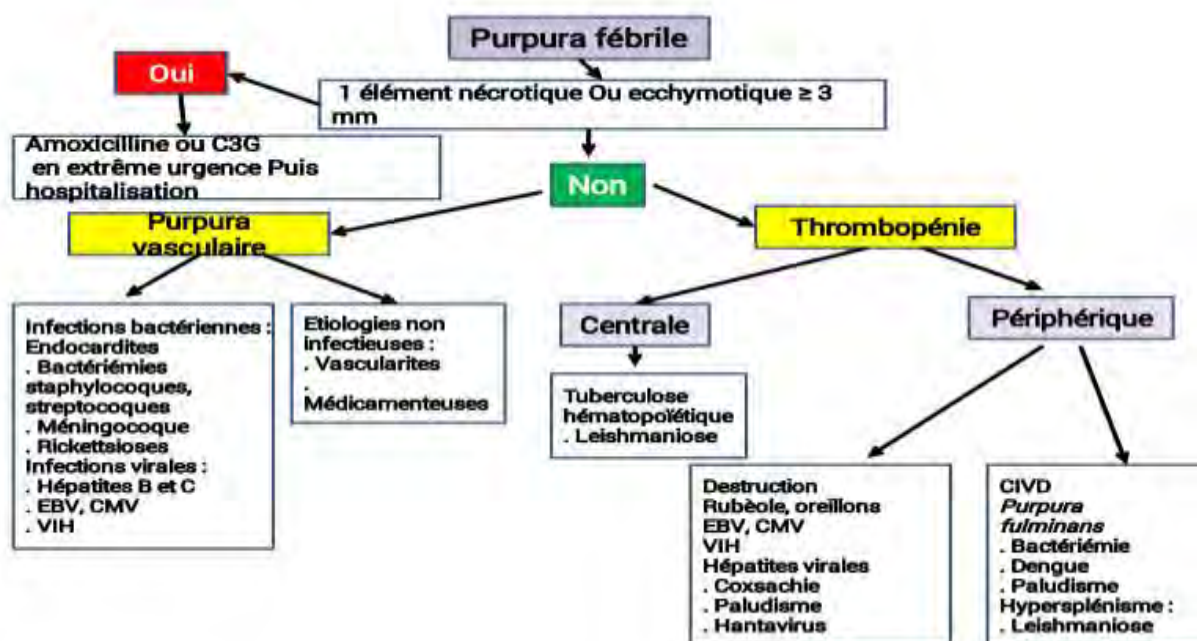 Purpura fébrile
Oui
1 élément nécrotique Ou ecchymotique ≥ 3
mm
Amoxicilline ou C3G
en extrême urgence Puis
hospitalisation
Non
Purpura
vasculaire
Thrombopénie
Infections bactériennes :
Endocardites
. Bactériémies
staphylocoques,
streptocoques
. Méningocoque
. Rickettsioses
Infections virales :
. Hépatites B et C
. EBV, CMV
. VIH
Etiologies non
infectieuses :
. Vascularites
.
Médicamenteuses
Centrale
Périphérique
Tuberculose
hématopoïétique
. Leishmaniose
Destruction
Rubèole, oreïllons
EBV, CMV
VIH
Hépatites virales
. Coxsachie
. Paludisme
. Hantavirus
CIVD
Purpura
fulminans
. Bactériémie
. Dengue
. Paludisme
Hypersplénisme :
. Leishmaniose